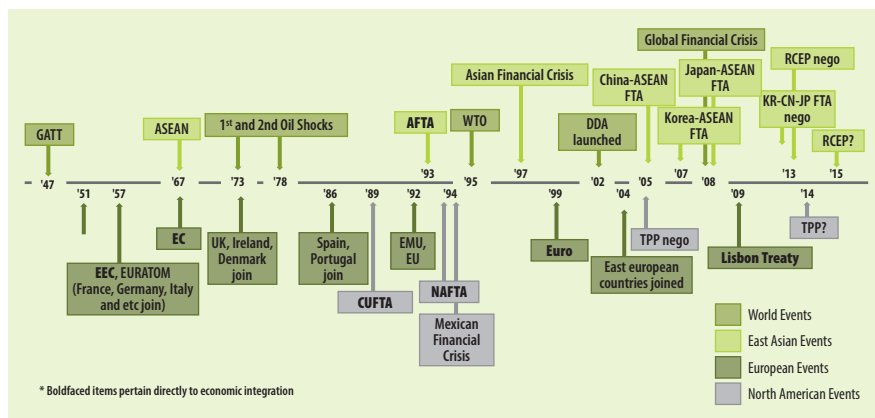 Global Financial Crisis
RCEP nego
Asian Financial Crisis
China-ASEAN
FTA
Japan-ASEAN
FTA
KR-CN-JP FTA
nego
GATT
ASEAN
1st and 2nd Oil Shocks
AFTA
WTO
DDA
launched
Korea-ASEAN
FTA
RCEP?
'47
'51
'57
'67
'73
'78
'86
'89
'92
'93
'94
'95
'97
'99
'02
'04
'05
'07
'08
'09
'13
'14
'15
EC
UK, Ireland,
Denmark
join
Spain,
Portugal
join
EMU,
EU
Euro
TPP nego
Lisbon Treaty
TPP?
EEC, EURATOM
(France, Germany, Italy
and etc join)
CUFTA
NAFTA
Mexican
Financial
Crisis
East european
countries joined
World Events
East Asian Events
European Events
North American Events
* Boldfaced items pertain directly to economic integration